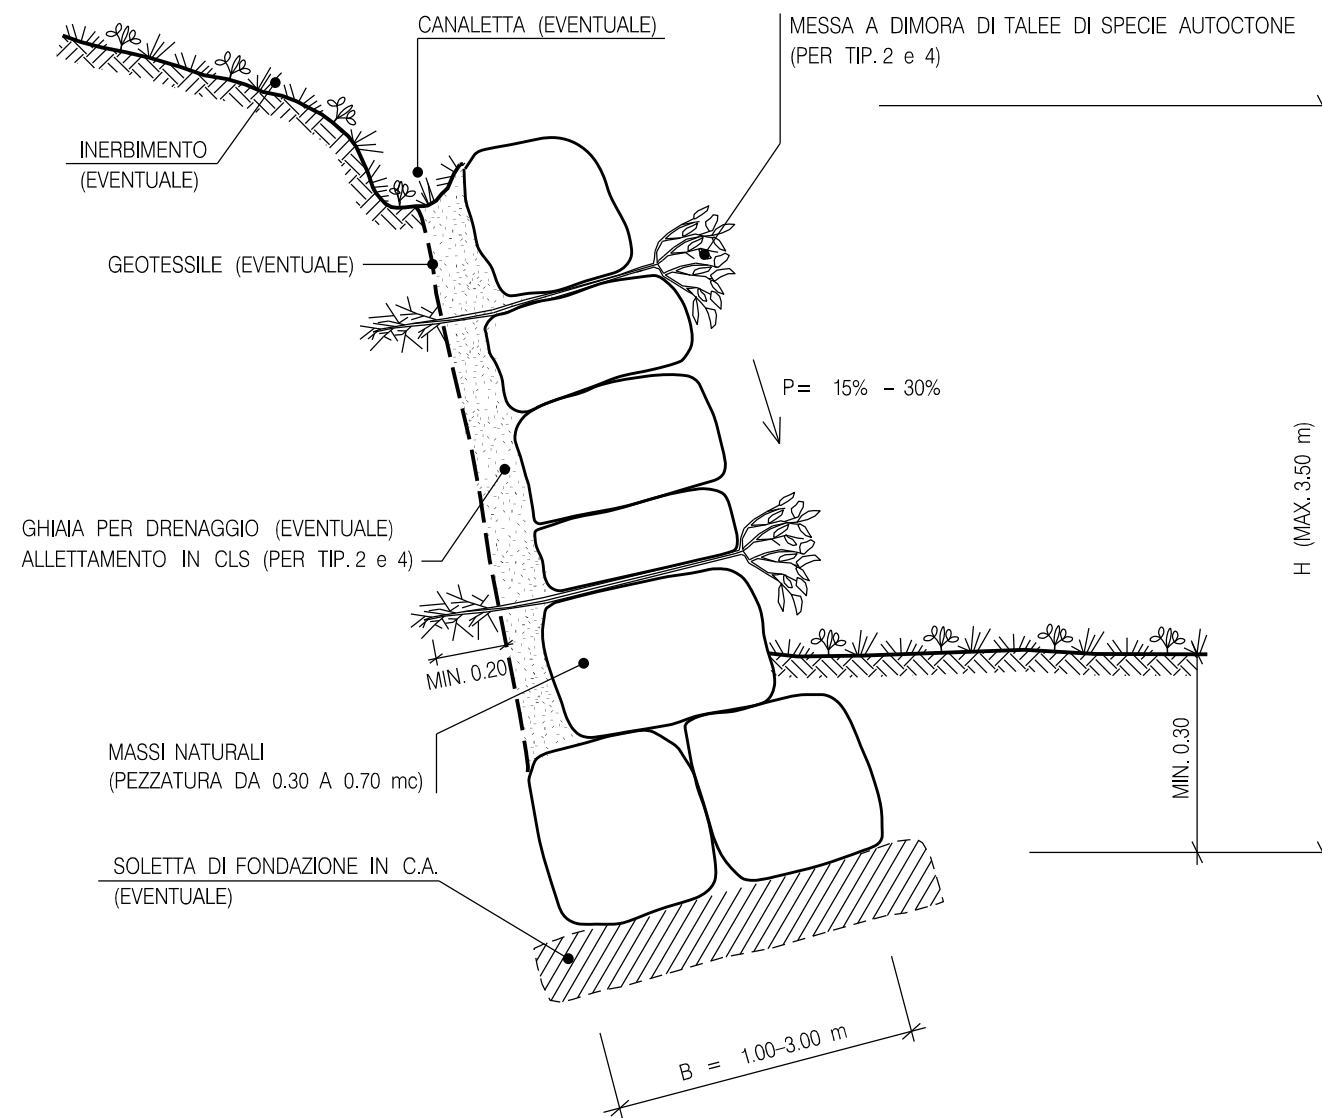 CANALETTA (EVENTUALE)
MESSA A DIMORA DI TALEE DI SPECIE AUTOCTONE
(PER TIP. 2 e 4)
INERBIMENTO
(EVENTUALE)
GEOTESSILE (EVENTUALE)
P= 15% - 30%
H (MAX. 3.50 m)
GHIAIA PER DRENAGGIO (EVENTUALE)
ALLETTAMENTO IN CLS (PER TIP. 2 e 4)
MIN. 0.20
MASSI NATURALI
(PEZZATURA DA 0.30 A 0.70 mc)
MIN. 0.30
SOLETTA DI FONDAZIONE IN C.A.
(EVENTUALE)
B = 1.00-3.00 m